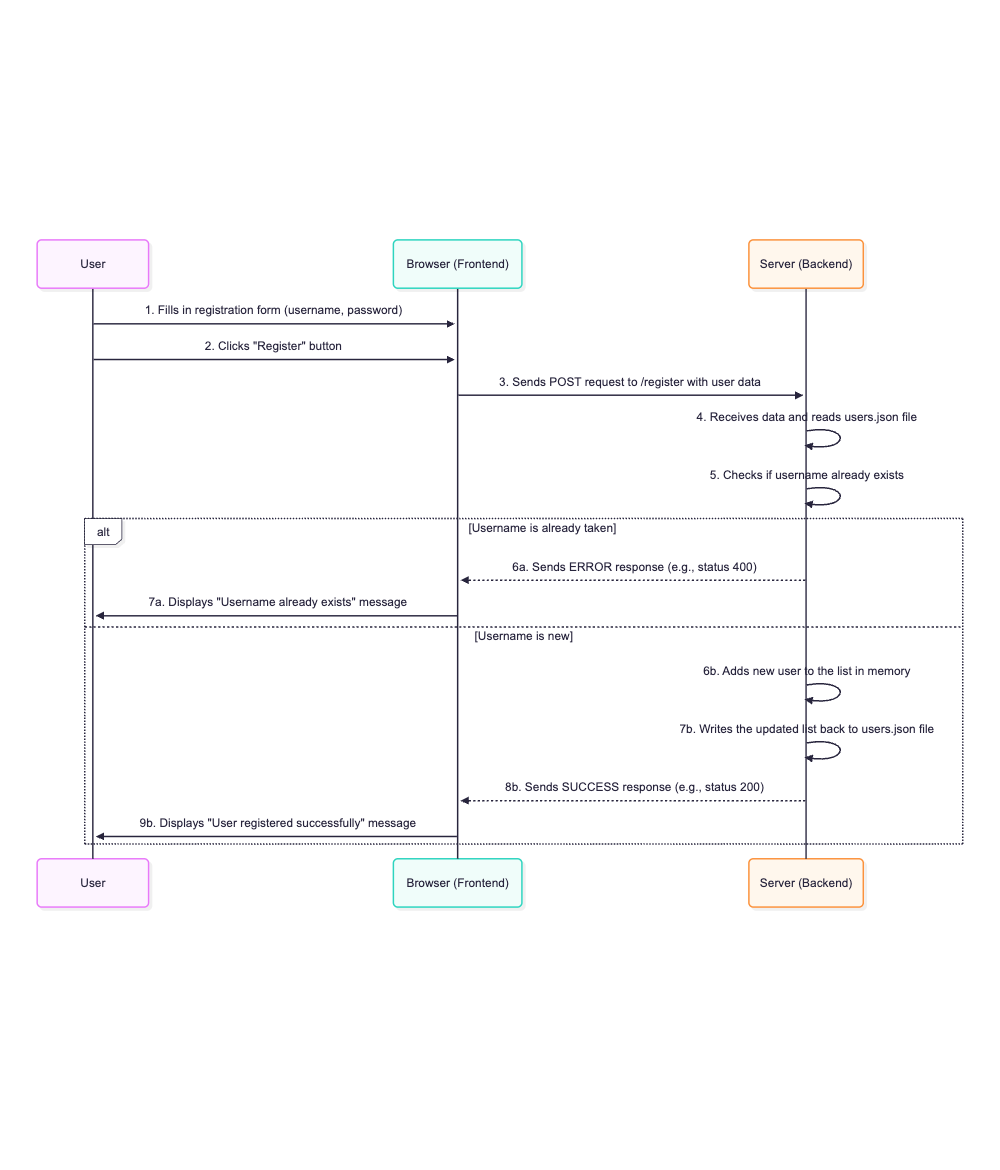 User
Browser (Frontend)
Server (Backend)
1. Fills in registration form (username, password)
2. Clicks "Register" button
3. Sends POST request to /register with user data
4. Receives data and reads users.json file
5. Checks if username already exists
alt
[Username is already taken]
6a. Sends ERROR response (e.g., status 400)
7a. Displays "Username already exists" message
[Username is new]
6b. Adds new user to the list in memory
7b. Writes the updated list back to users.json file
8b. Sends SUCCESS response (e.g., status 200)
9b. Displays "User registered successfully" message
User
Browser (Frontend)
Server (Backend)